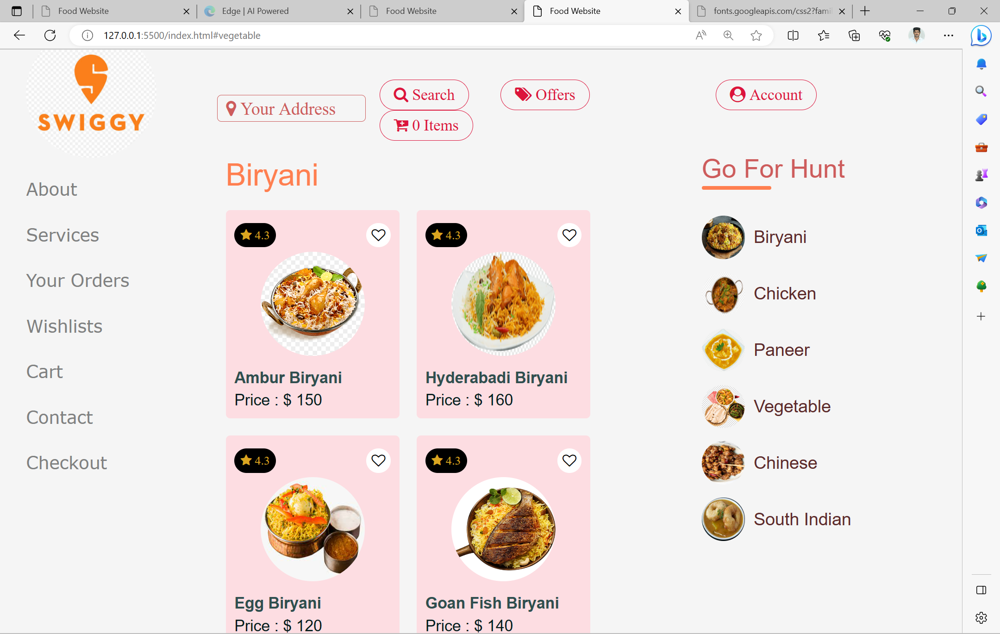 Food Website
Edge | AI Powered
Food Website
Food Website
fonts.googleapis.com/css2?fami
127.0.0.1:5500/index.html#vegetable
SWIGGY
Your Address
Search
Offers
Account
0 Items
About
Services
Your Orders
Wishlists
Cart
Contact
Checkout
Biryani
4.3
4.3
Ambur Biryani
Price : $ 150
Hyderabadi Biryani
Price : $ 160
4.3
4.3
Egg Biryani
Price : $ 120
Goan Fish Biryani
Price : $ 140
Go For Hunt
Biryani
Chicken
Paneer
Vegetable
Chinese
South Indian